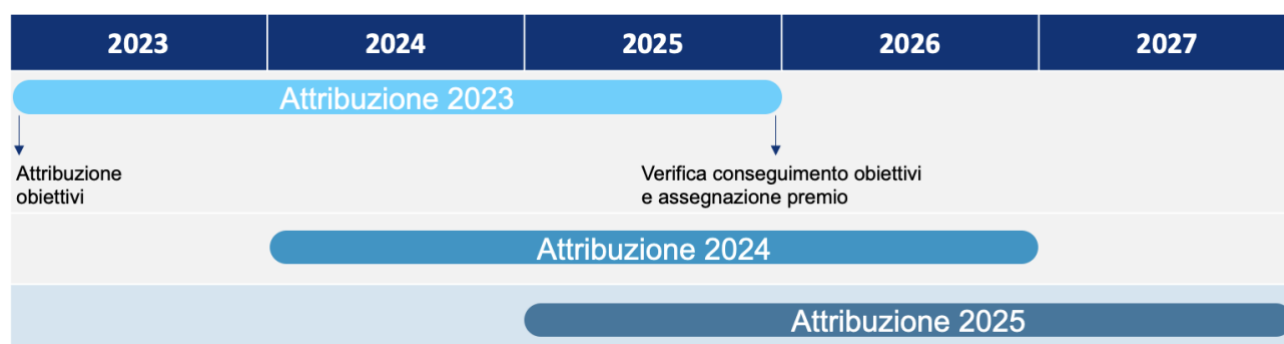 2023 2024 2025 2026 2027
Attribuzione 2023
Attribuzione
obiettivi
Verifica conseguimento obiettivi
e assegnazione premio
Attribuzione 2024
Attribuzione 2025